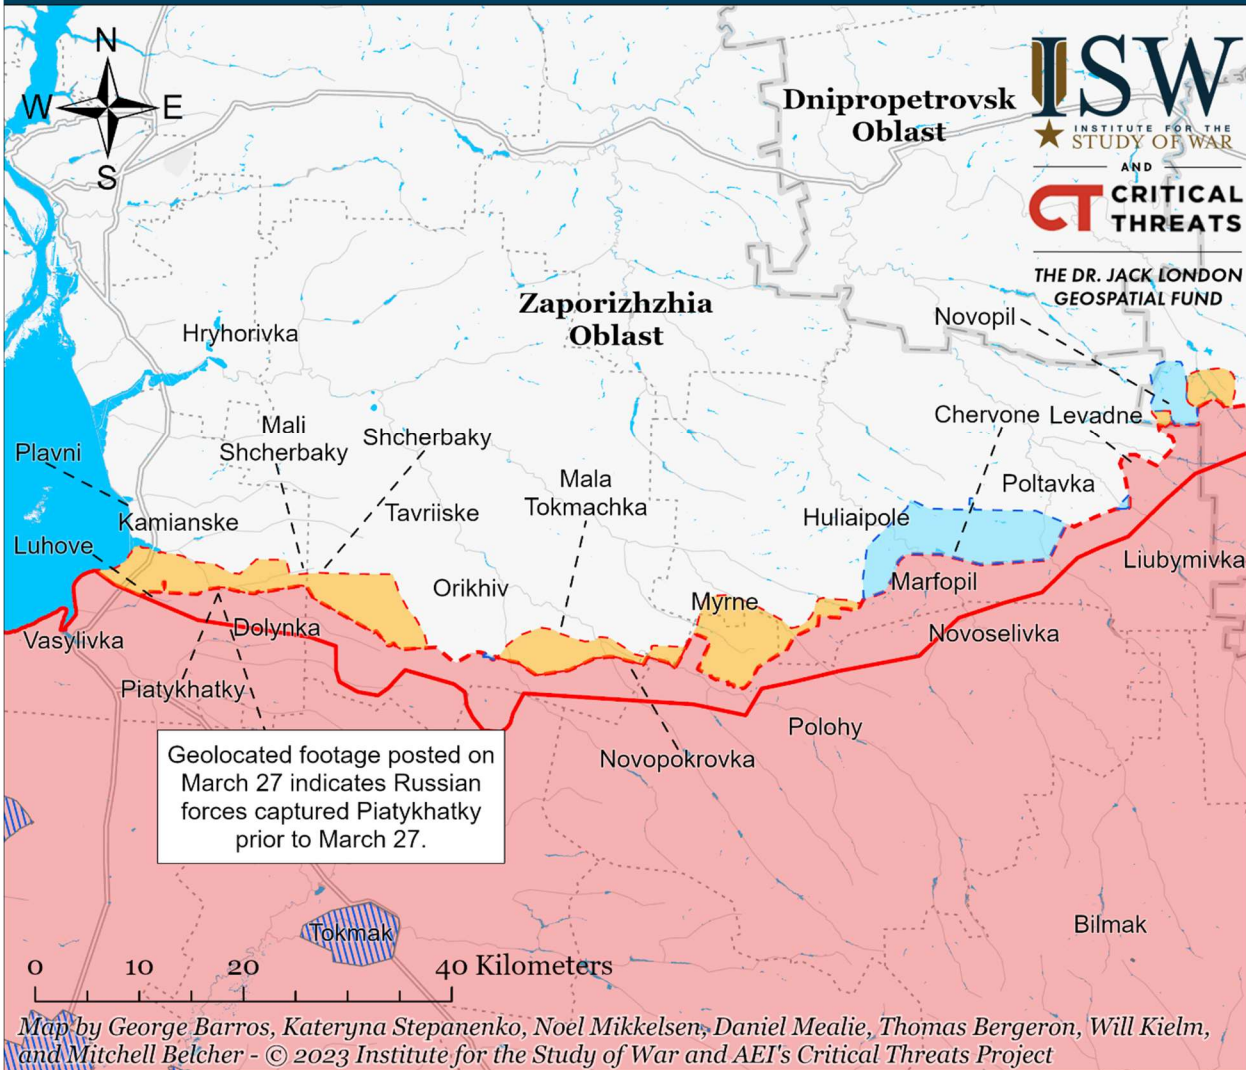 N
W
E
S
Dnipropetrovsk
Oblast
ISW
INSTITUTE FOR THE
STUDY OF WAR
AND
CT CRITICAL
THREATS
THE DR. JACK LONDON
GEOSPATIAL FUND
Zaporizhzhia
Oblast
Novopil
Hryhorivka
Mali
Shcherbaky
Shcherbaky
Chervone
Levadne
Plavni
Mala
Tokmachka
Poltavka
Kamianske
Tavriiske
Huliaipole
Luhove
Liubymivka
Orikhiv
Marfopil
Myrne
Vasylivka
Dolynka
Novoselivka
Piatykhatky
Polohy
Novopokrovka
Geolocated footage posted on
March 27 indicates Russian
forces captured Piatykhatky
prior to March 27.
Tokmak
Bilmak
0 10 20 40 Kilometers
Map by George Barros, Kateryna Stepanenko, Noel Mikkelsen, Daniel Mealie, Thomas Bergeron, Will Kielm,
and Mitchell Belcher - © 2023 Institute for the Study of War and AEI's Critical Threats Project